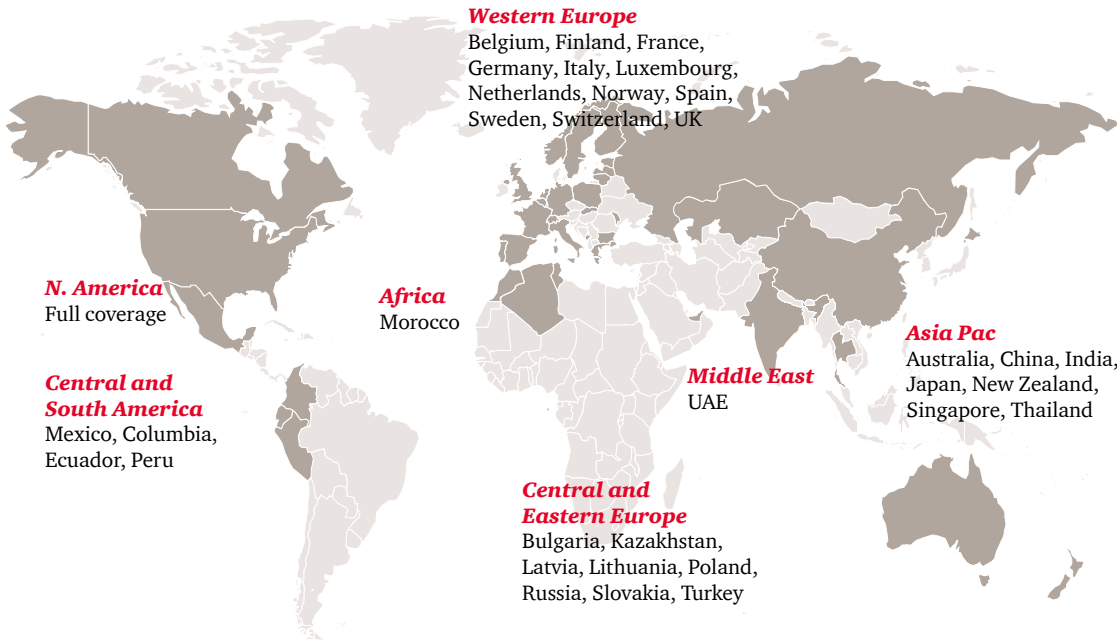 Western Europe
Belgium, Finland, France,
Germany, Italy, Luxembourg,
Netherlands, Norway, Spain,
Sweden, Switzerland, UK
N. America
Full coverage
Africa
Morocco
Asia Pac
Australia, China, India,
Japan, New Zealand,
Singapore, Thailand
Central and
South America
Mexico, Columbia,
Ecuador, Peru
Middle East
UAE
Central and
Eastern Europe
Bulgaria, Kazakhstan,
Latvia, Lithuania, Poland,
Russia, Slovakia, Turkey